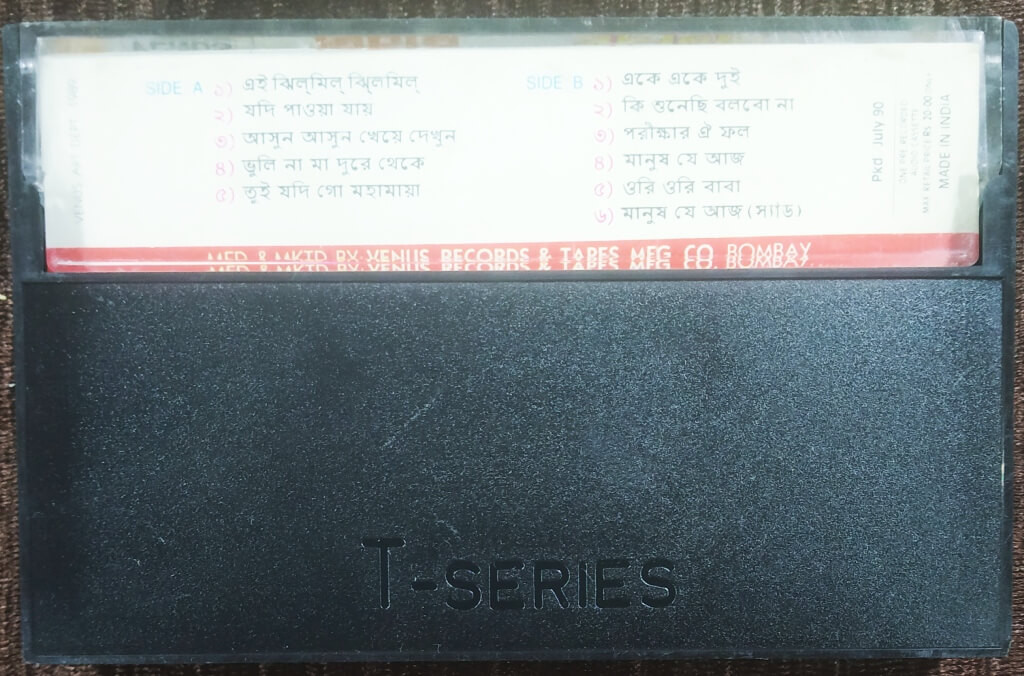 SIDE A
১) এই ঝিল্‌মিল্ ঝ্লিমিল্
২) যদি পাওয়া যায়
৩) আসুন আসুন খেয়ে দেখুন
৪) ভুলি না মা দূরে থেকে
৫) তুই যদি গো মহামায়া
SIDE B
১) একে একে দুই
২) কি শুনেছি বলবো না
৩) পরীক্ষার ঐ ফল
৪) মানুষ যে আজ
৫) ওরি ওরি বাবা
৬) মানুষ যে আজ (স্যাড)
Pkd July 90
MADE IN INDIA
MFD & MKTD BY VENUS RECORDS & TAPES MFG CO. BOMBAY
T-SERIES